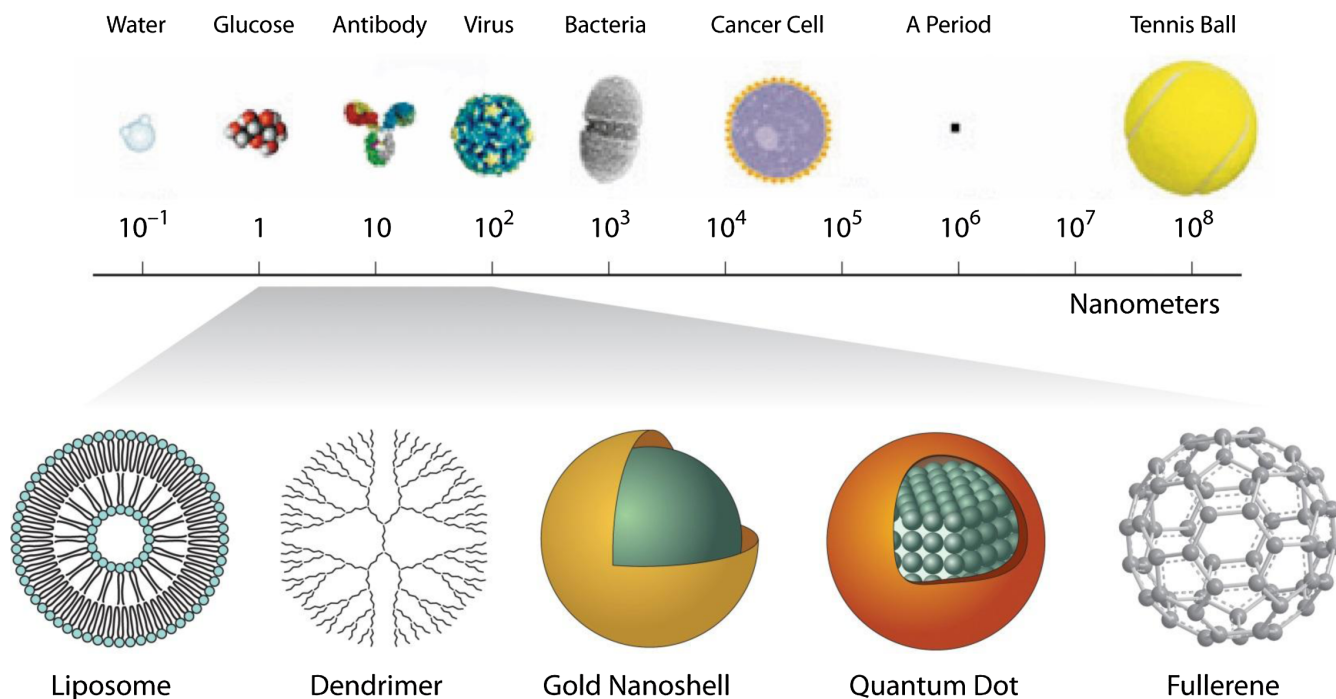 Water Glucose Antibody Virus Bacteria Cancer Cell A Period Tennis Ball
10⁻¹ 1 10 10² 10³ 10⁴ 10⁵ 10⁶ 10⁷ 10⁸
Nanometers
Liposome Dendrimer Gold Nanoshell Quantum Dot Fullerene